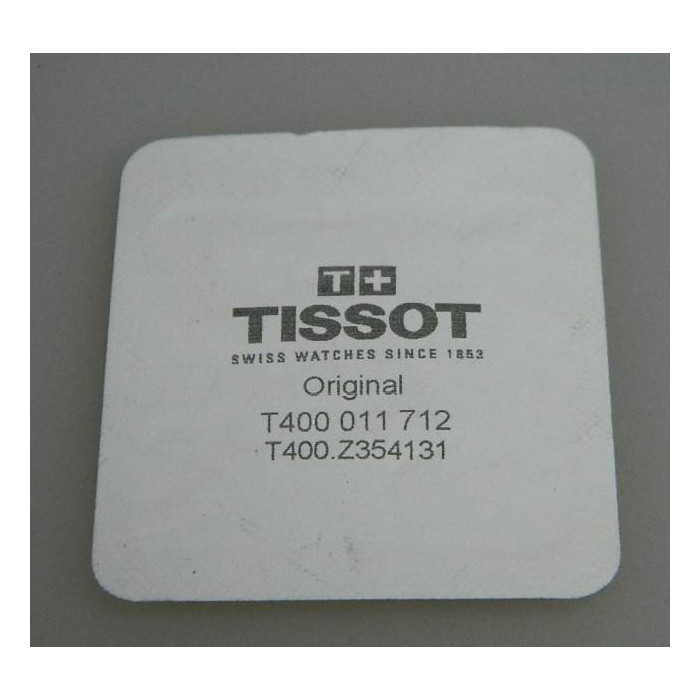 T+
TISSOT
SWISS WATCHES SINCE 1853
Original
T400 011 712
T400.Z354131